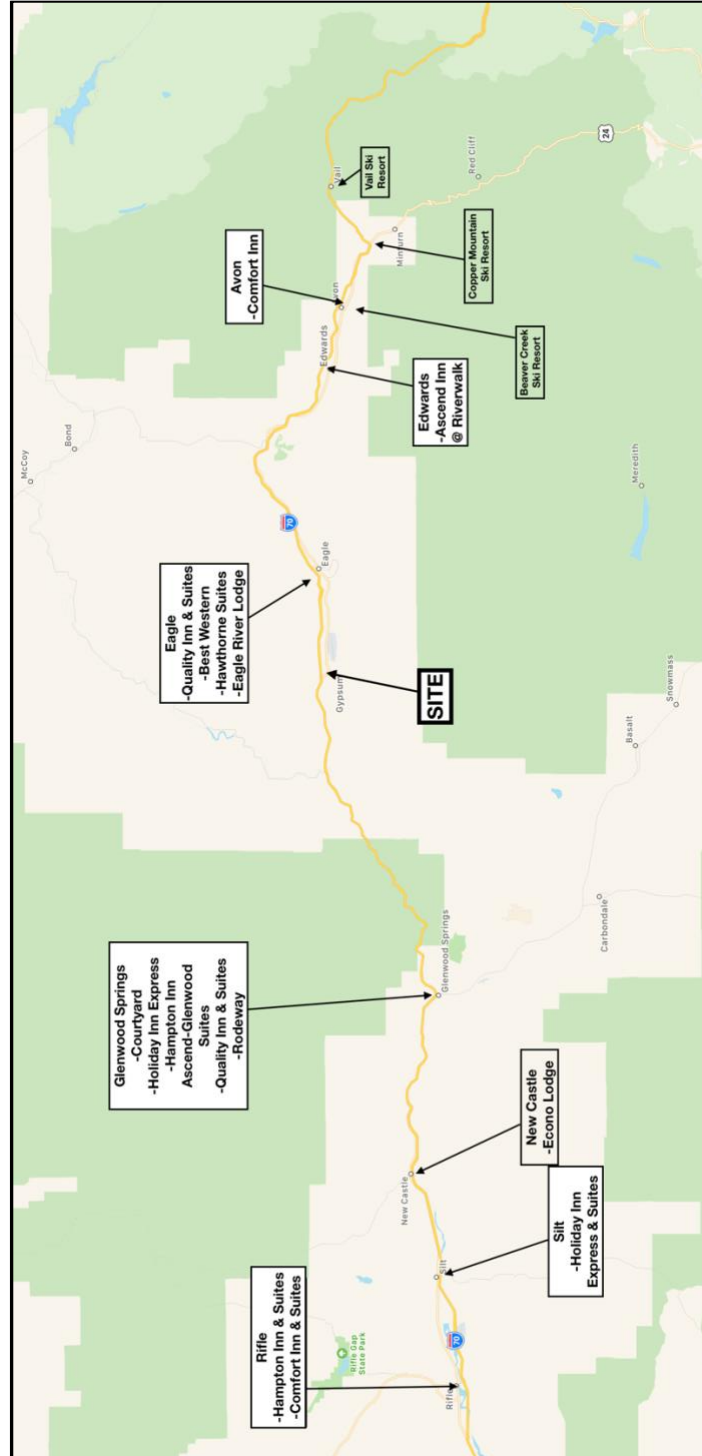 McCoy
Bond
Rifle
-Hampton Inn & Suites
-Comfort Inn & Suites
Glenwood Springs
-Courtyard
-Holiday Inn Express
-Hampton Inn
Ascend-Glenwood
Suites
-Quality Inn & Suites
-Rodeway
Eagle
-Quality Inn & Suites
-Best Western
-Hawthorne Suites
-Eagle River Lodge
Avon
-Comfort Inn
Rifle Gap
State Park
Rifle
70
Silt
New Castle
Glenwood Springs
Gypsum
Eagle
70
Edwards
Avon
Minturn
Vail
Vail Ski
Resort
Red Cliff
24
Silt
-Holiday Inn
Express & Suites
New Castle
-Econo Lodge
SITE
Edwards
-Ascend Inn
@ Riverwalk
Beaver Creek
Ski Resort
Copper Mountain
Ski Resort
Carbondale
Basalt
Snowmass
Meredith